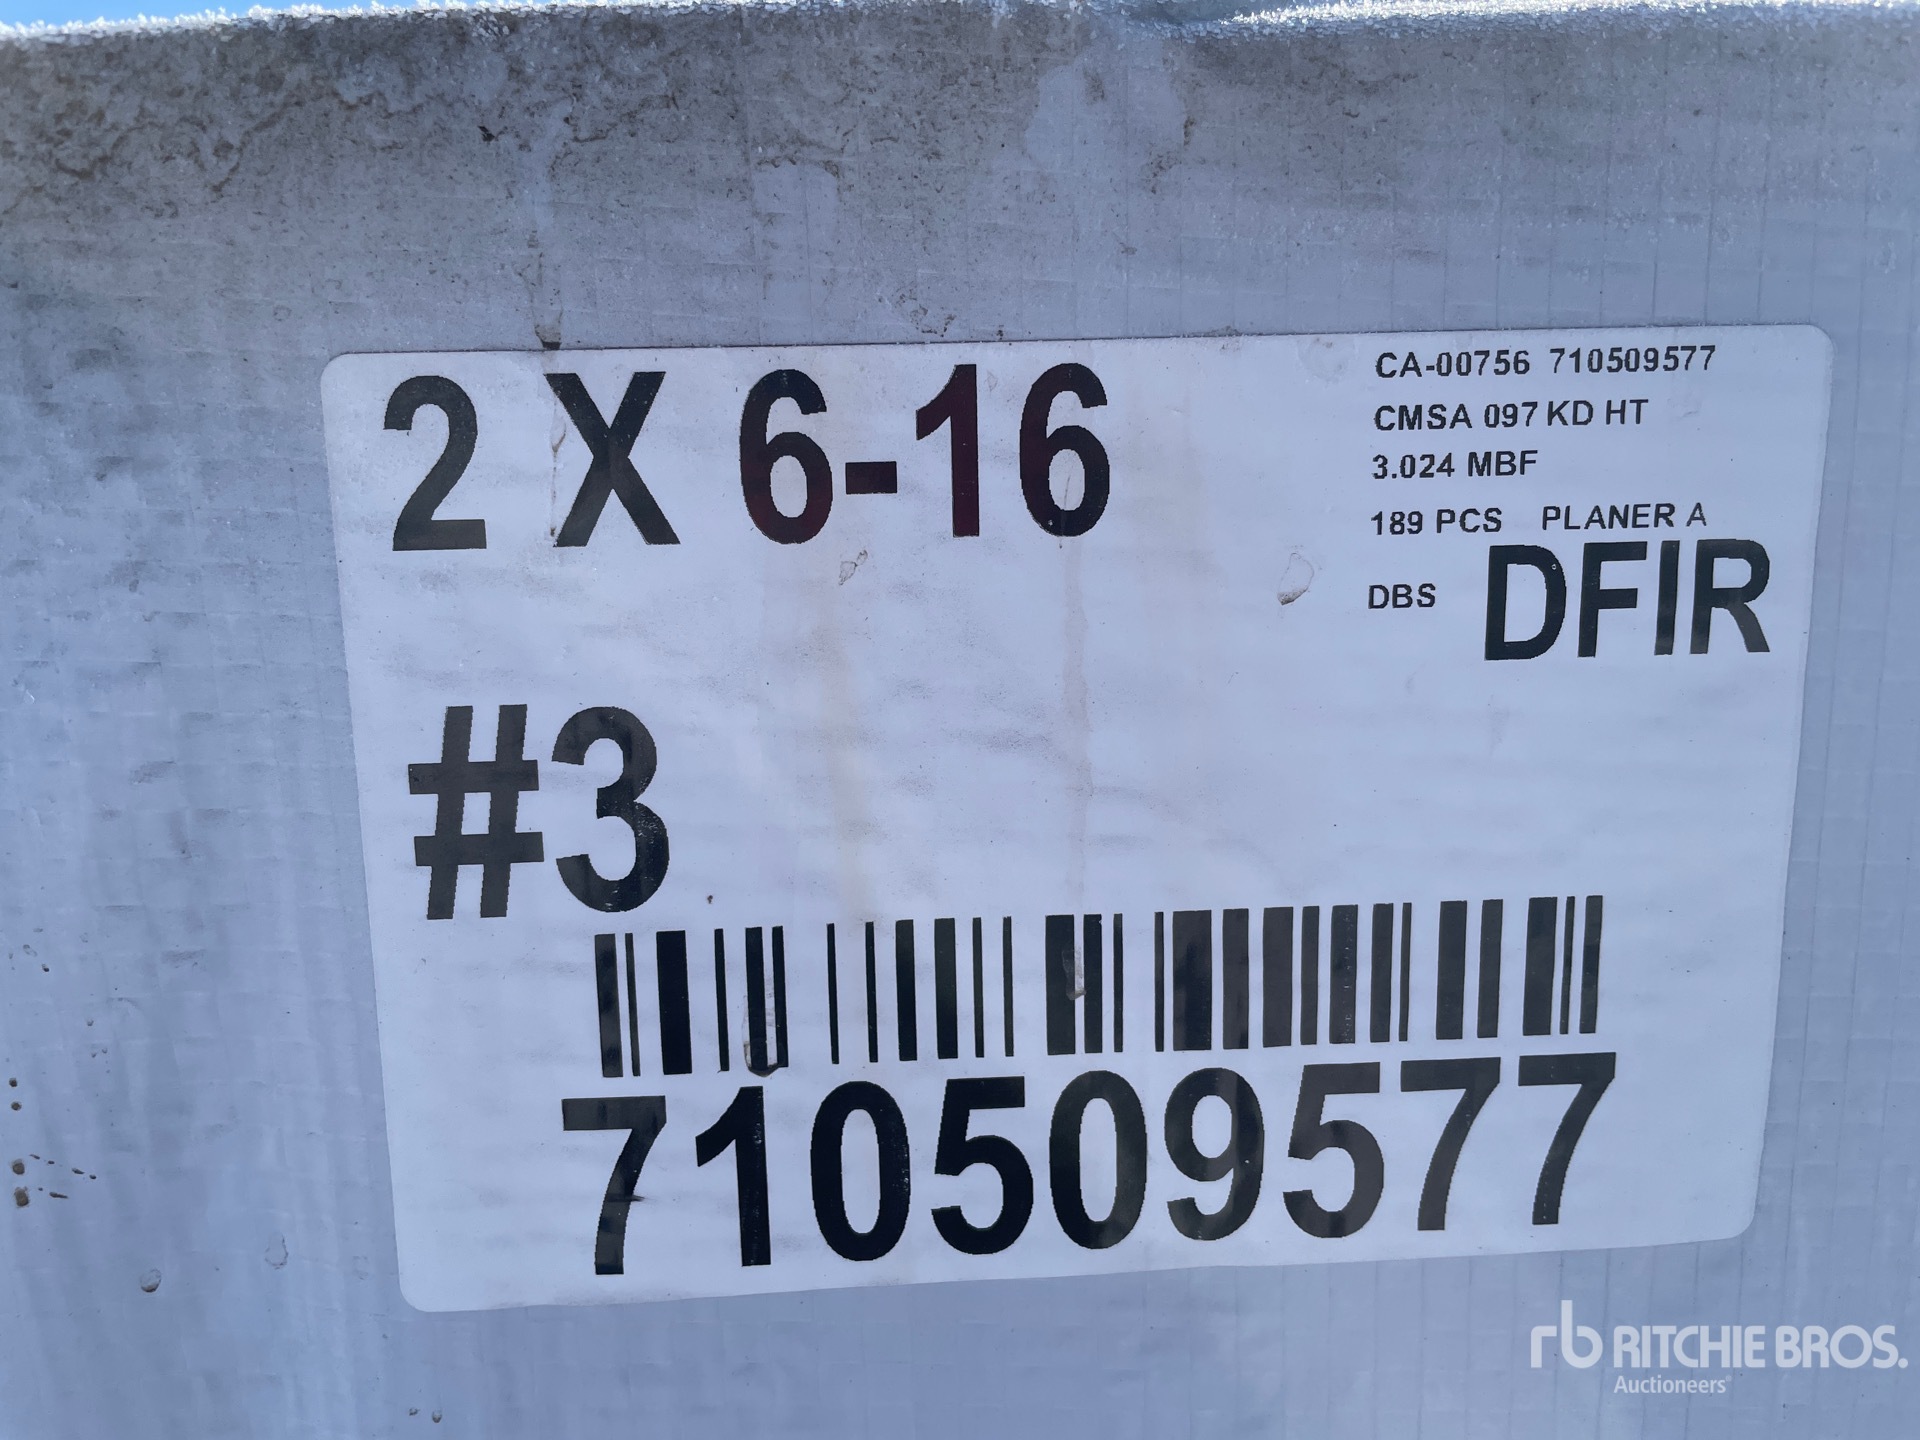 2 X 6-16
CA-00756 710509577
CMSA 097 KD HT
3.024 MBF
189 PCS PLANER A
DBS DFIR
#3
710509577
rb RITCHIE BROS.
Auctioneers